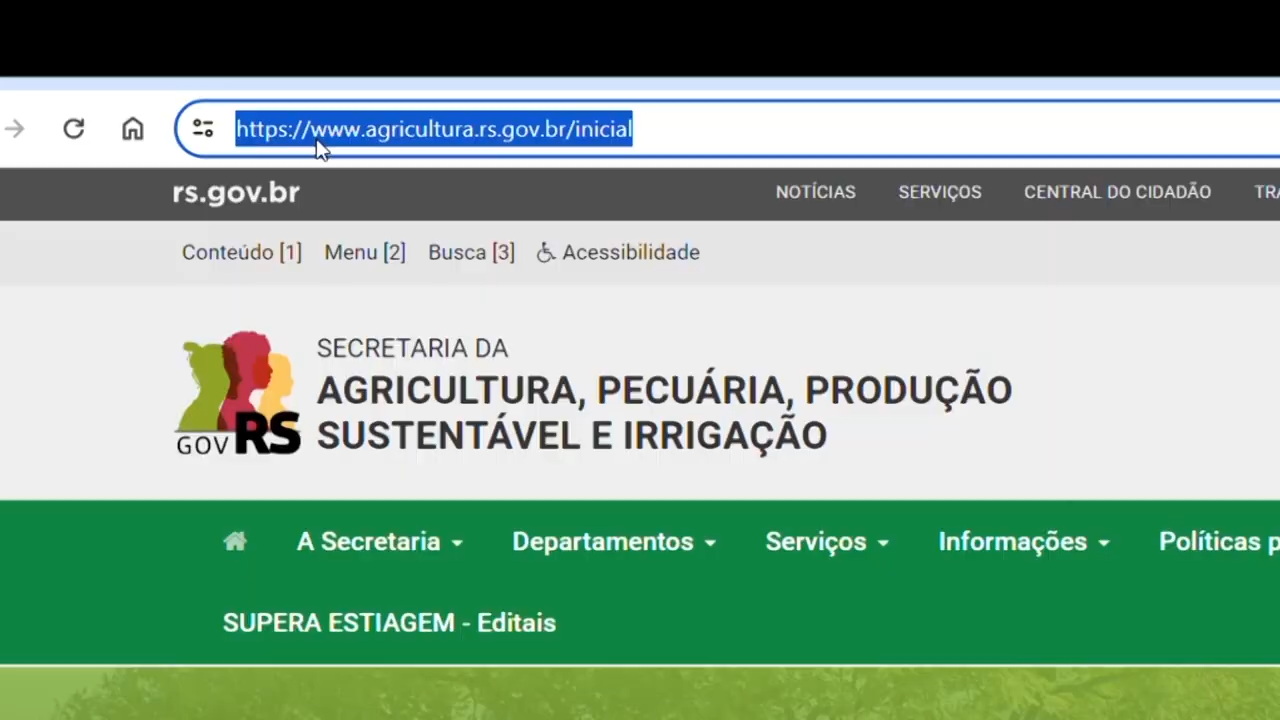 https://www.agricultura.rs.gov.br/inicial
rs.gov.br NOTÍCIAS SERVIÇOS CENTRAL DO CIDADÃO TRA
Conteúdo [1] Menu [2] Busca [3] Acessibilidade
GOV RS
SECRETARIA DA
AGRICULTURA, PECUÁRIA, PRODUÇÃO
SUSTENTÁVEL E IRRIGAÇÃO
A Secretaria Departamentos Serviços Informações Políticas p
SUPERA ESTIAGEM - Editais